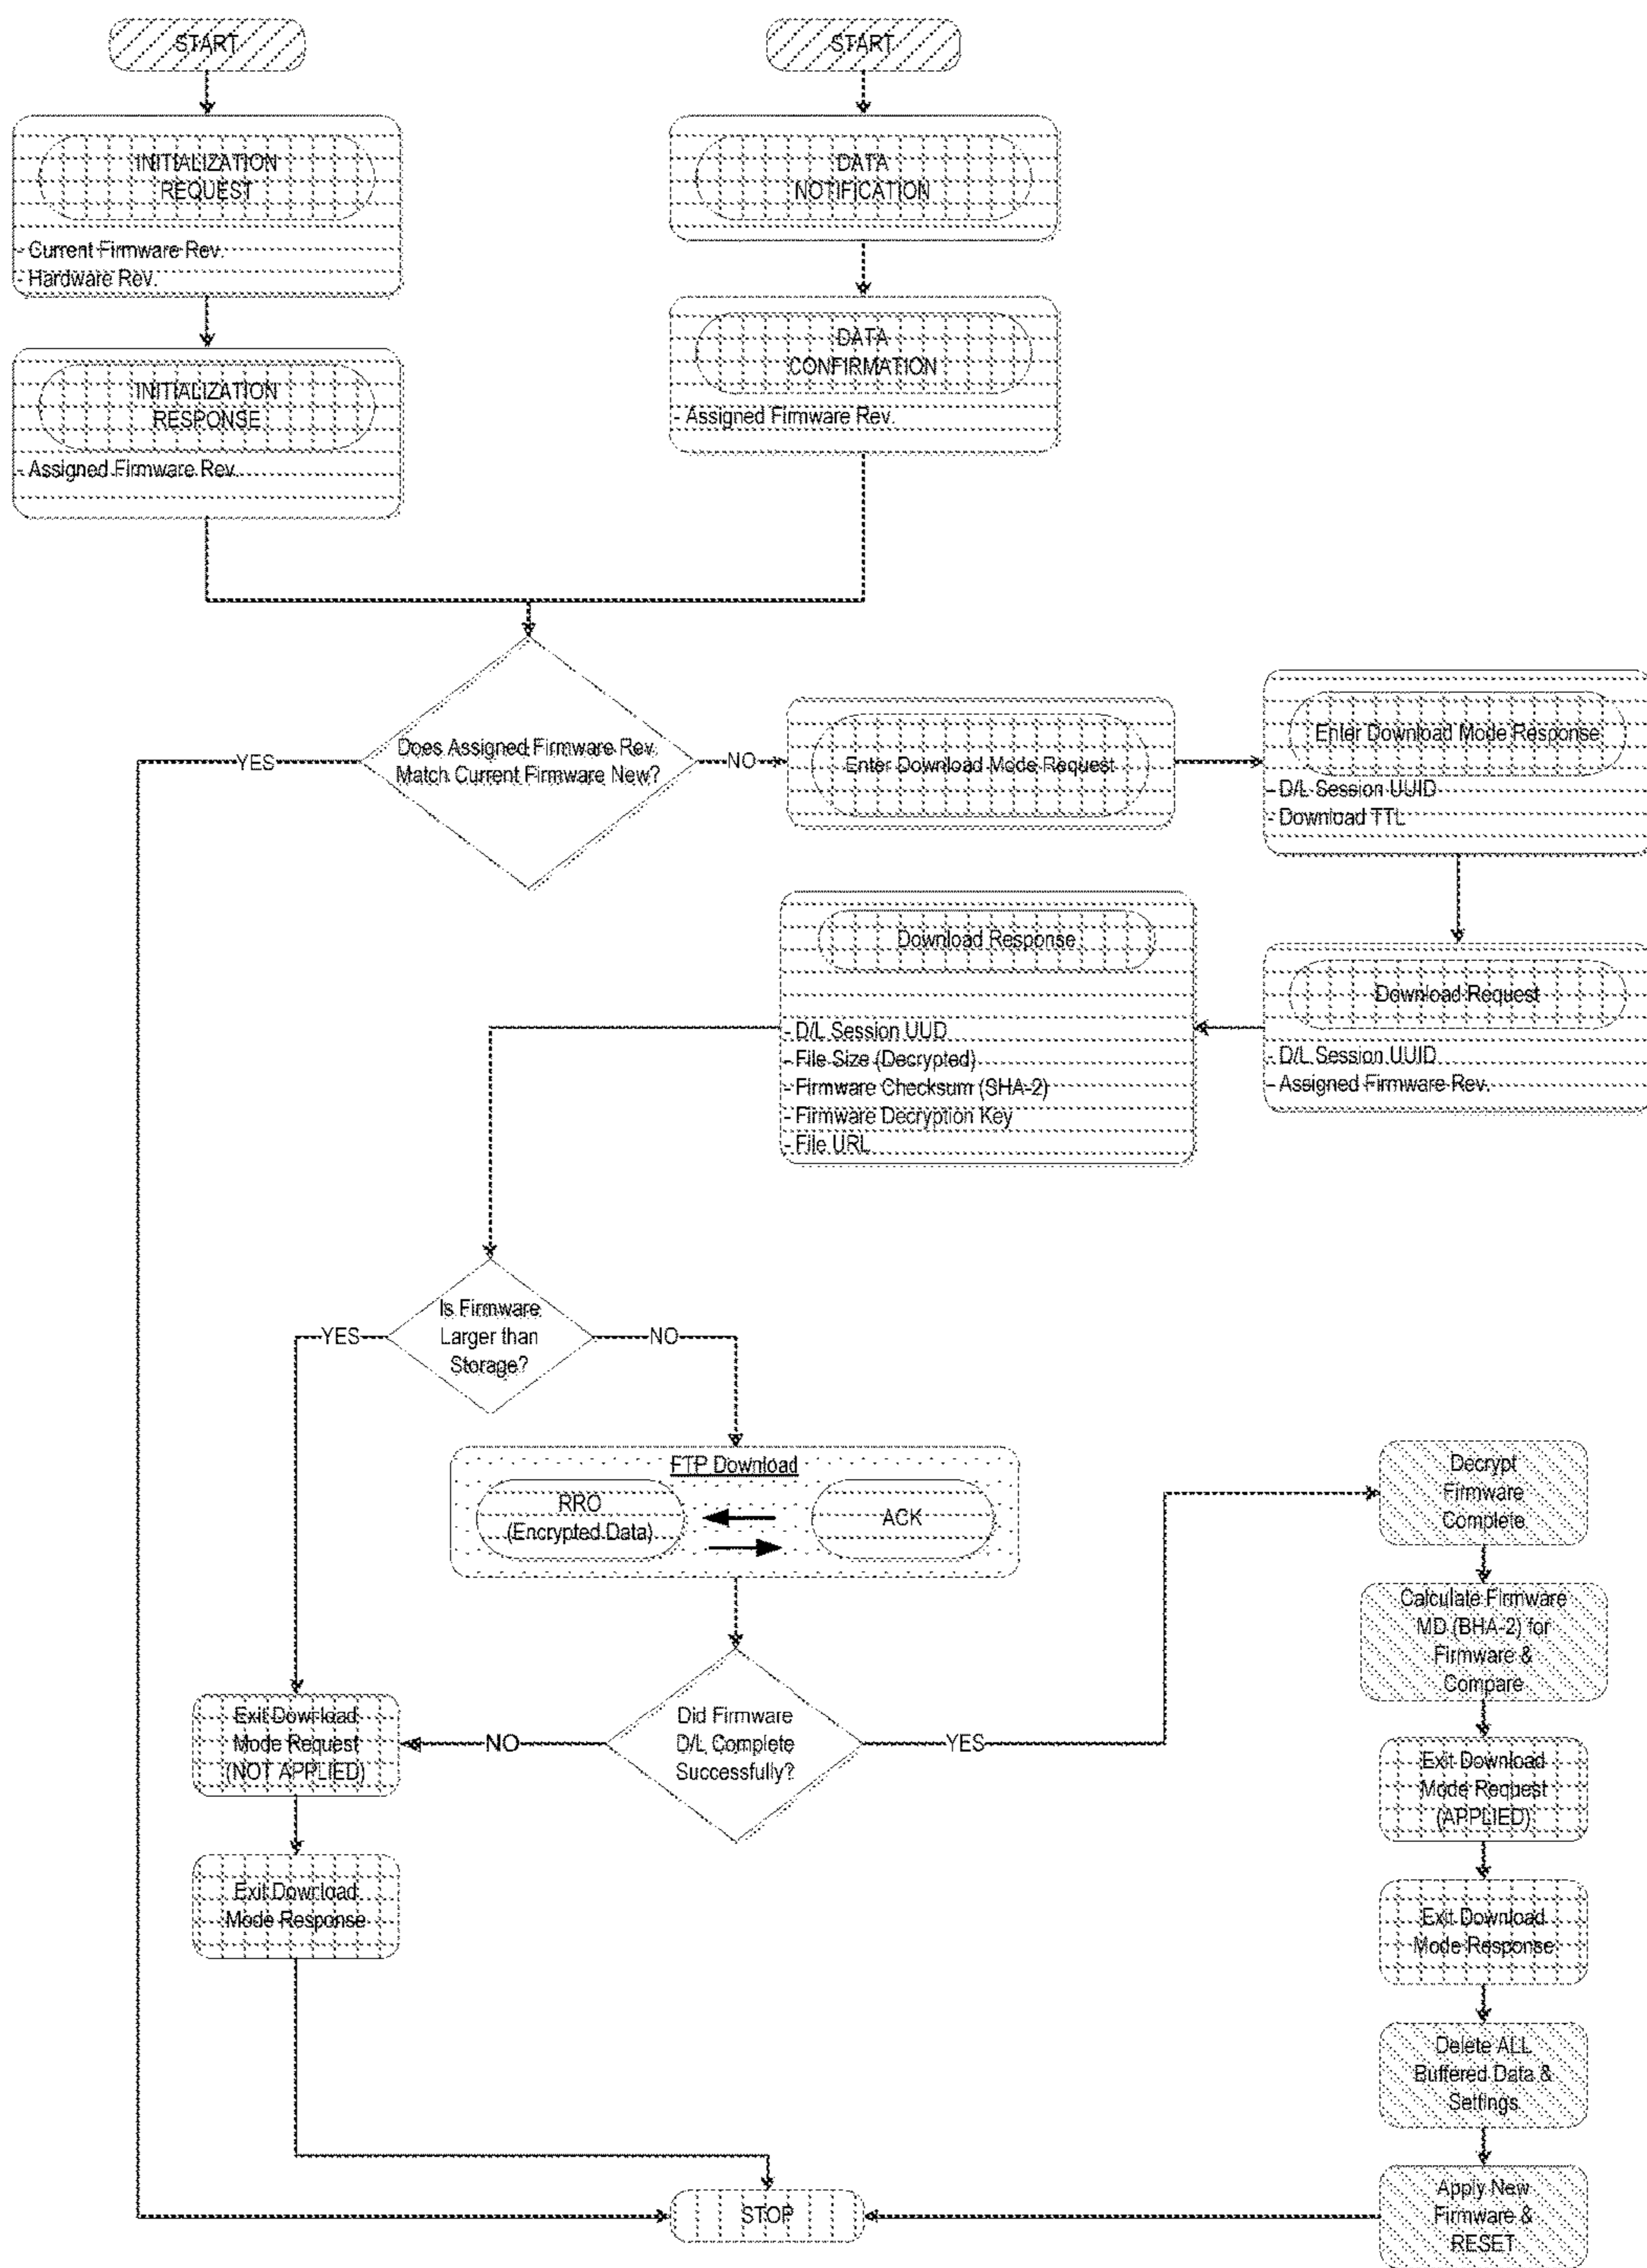 START
START
INITIALIZATION
REQUEST
- Current Firmware Rev.
- Hardware Rev.
DATA
NOTIFICATION
INITIALIZATION
RESPONSE
- Assigned Firmware Rev.
DATA
CONFIRMATION
- Assigned Firmware Rev.
Does Assigned Firmware Rev.
Match Current Firmware New?
YES
NO
Enter Download Mode Request
Enter Download Mode Response
- D/L Session UUID
- Download TTL
Download Request
- D/L Session UUID
- Assigned Firmware Rev.
Download Response
- D/L Session UUD
- File Size (Decrypted)
- Firmware Checksum (SHA-2)
- Firmware Decryption Key
- File URL
Is Firmware
Larger than
Storage?
YES
NO
FTP Download
RRO
(Encrypted Data)
ACK
Did Firmware
D/L Complete
Successfully?
NO
YES
Exit Download
Mode Request
(NOT APPLIED)
Exit Download
Mode Response
Decrypt
Firmware
Complete
Calculate Firmware
MD (BHA-2) for
Firmware &
Compare
Exit Download
Mode Request
(APPLIED)
Exit Download
Mode Response
Delete ALL
Buffered Data &
Settings
Apply New
Firmware &
RESET
STOP